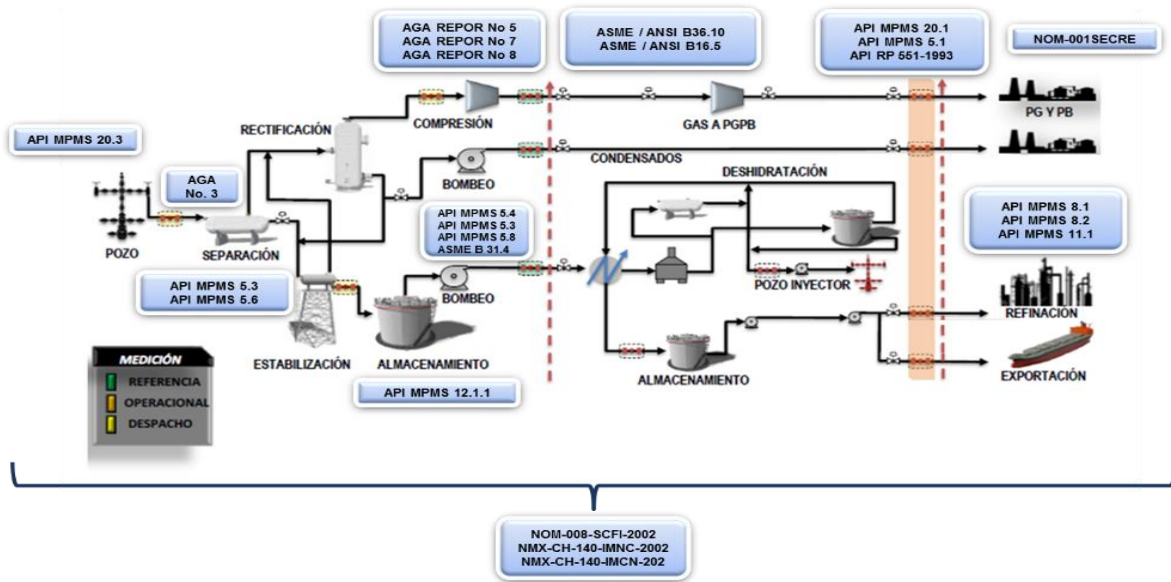 AGA REPOR No 5
AGA REPOR No 7
AGA REPOR No 8
ASME / ANSI B36.10
ASME / ANSI B16.5
API MPMS 20.1
API MPMS 5.1
API RP 551-1993
NOM-001SECRE
RECTIFICACIÓN
COMPRESIÓN
GAS A PGPB
PG Y PB
API MPMS 20.3
AGA
No. 3
BOMBEO
CONDENSADOS
DESHIDRATACIÓN
POZO
SEPARACIÓN
API MPMS 5.4
API MPMS 5.3
API MPMS 5.8
ASME B 31.4
API MPMS 8.1
API MPMS 8.2
API MPMS 11.1
API MPMS 5.3
API MPMS 5.6
BOMBEO
POZO INYECTOR
REFINACIÓN
ESTABILIZACIÓN
ALMACENAMIENTO
ALMACENAMIENTO
EXPORTACIÓN
API MPMS 12.1.1
MEDICIÓN
REFERENCIA
OPERACIONAL
DESPACHO
NOM-008-SCFI-2002
NMX-CH-140-IMNC-2002
NMX-CH-140-IMCN-202